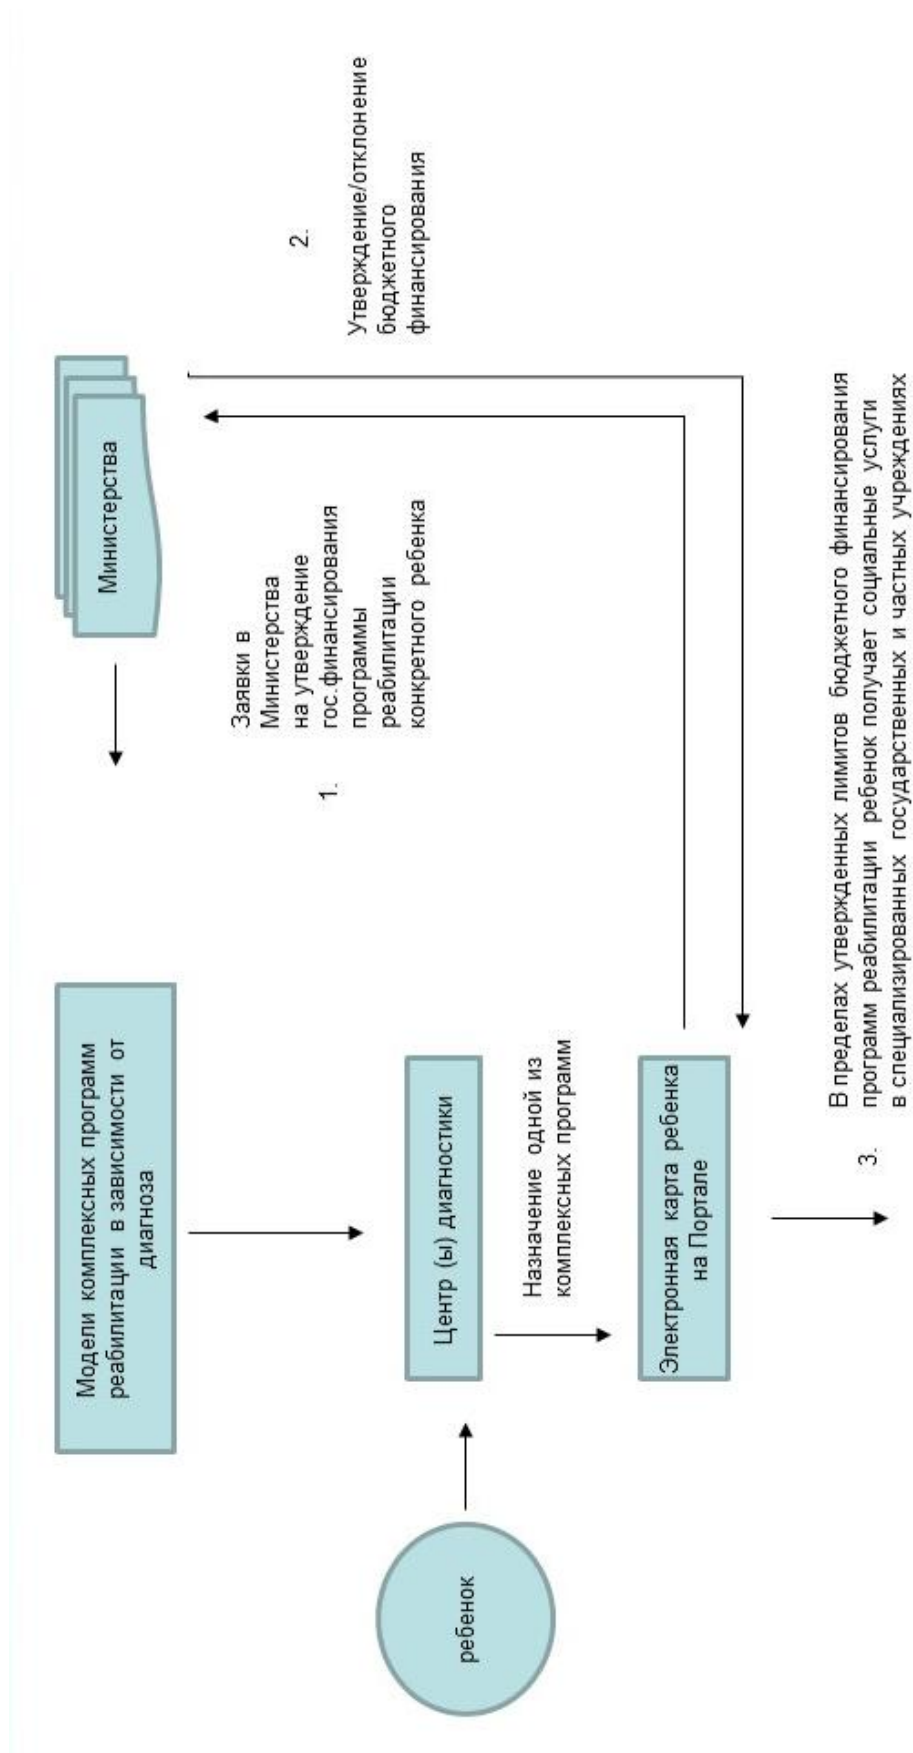 Модели комплексных программ
реабилитации в зависимости от
диагноза
Министерства
Заявки в
Министерства
на утверждение
гос.финансирования
программы
реабилитации
конкретного ребенка
1.
2.
Утверждение/отклонение
бюджетного
финансирования
ребенок
Центр (ы) диагностики
Назначение одной из
комплексных программ
Электронная карта ребенка
на Портале
3.
В пределах утвержденных лимитов бюджетного финансирования
программ реабилитации ребенок получает социальные услуги
в специализированных государственных и частных учреждениях